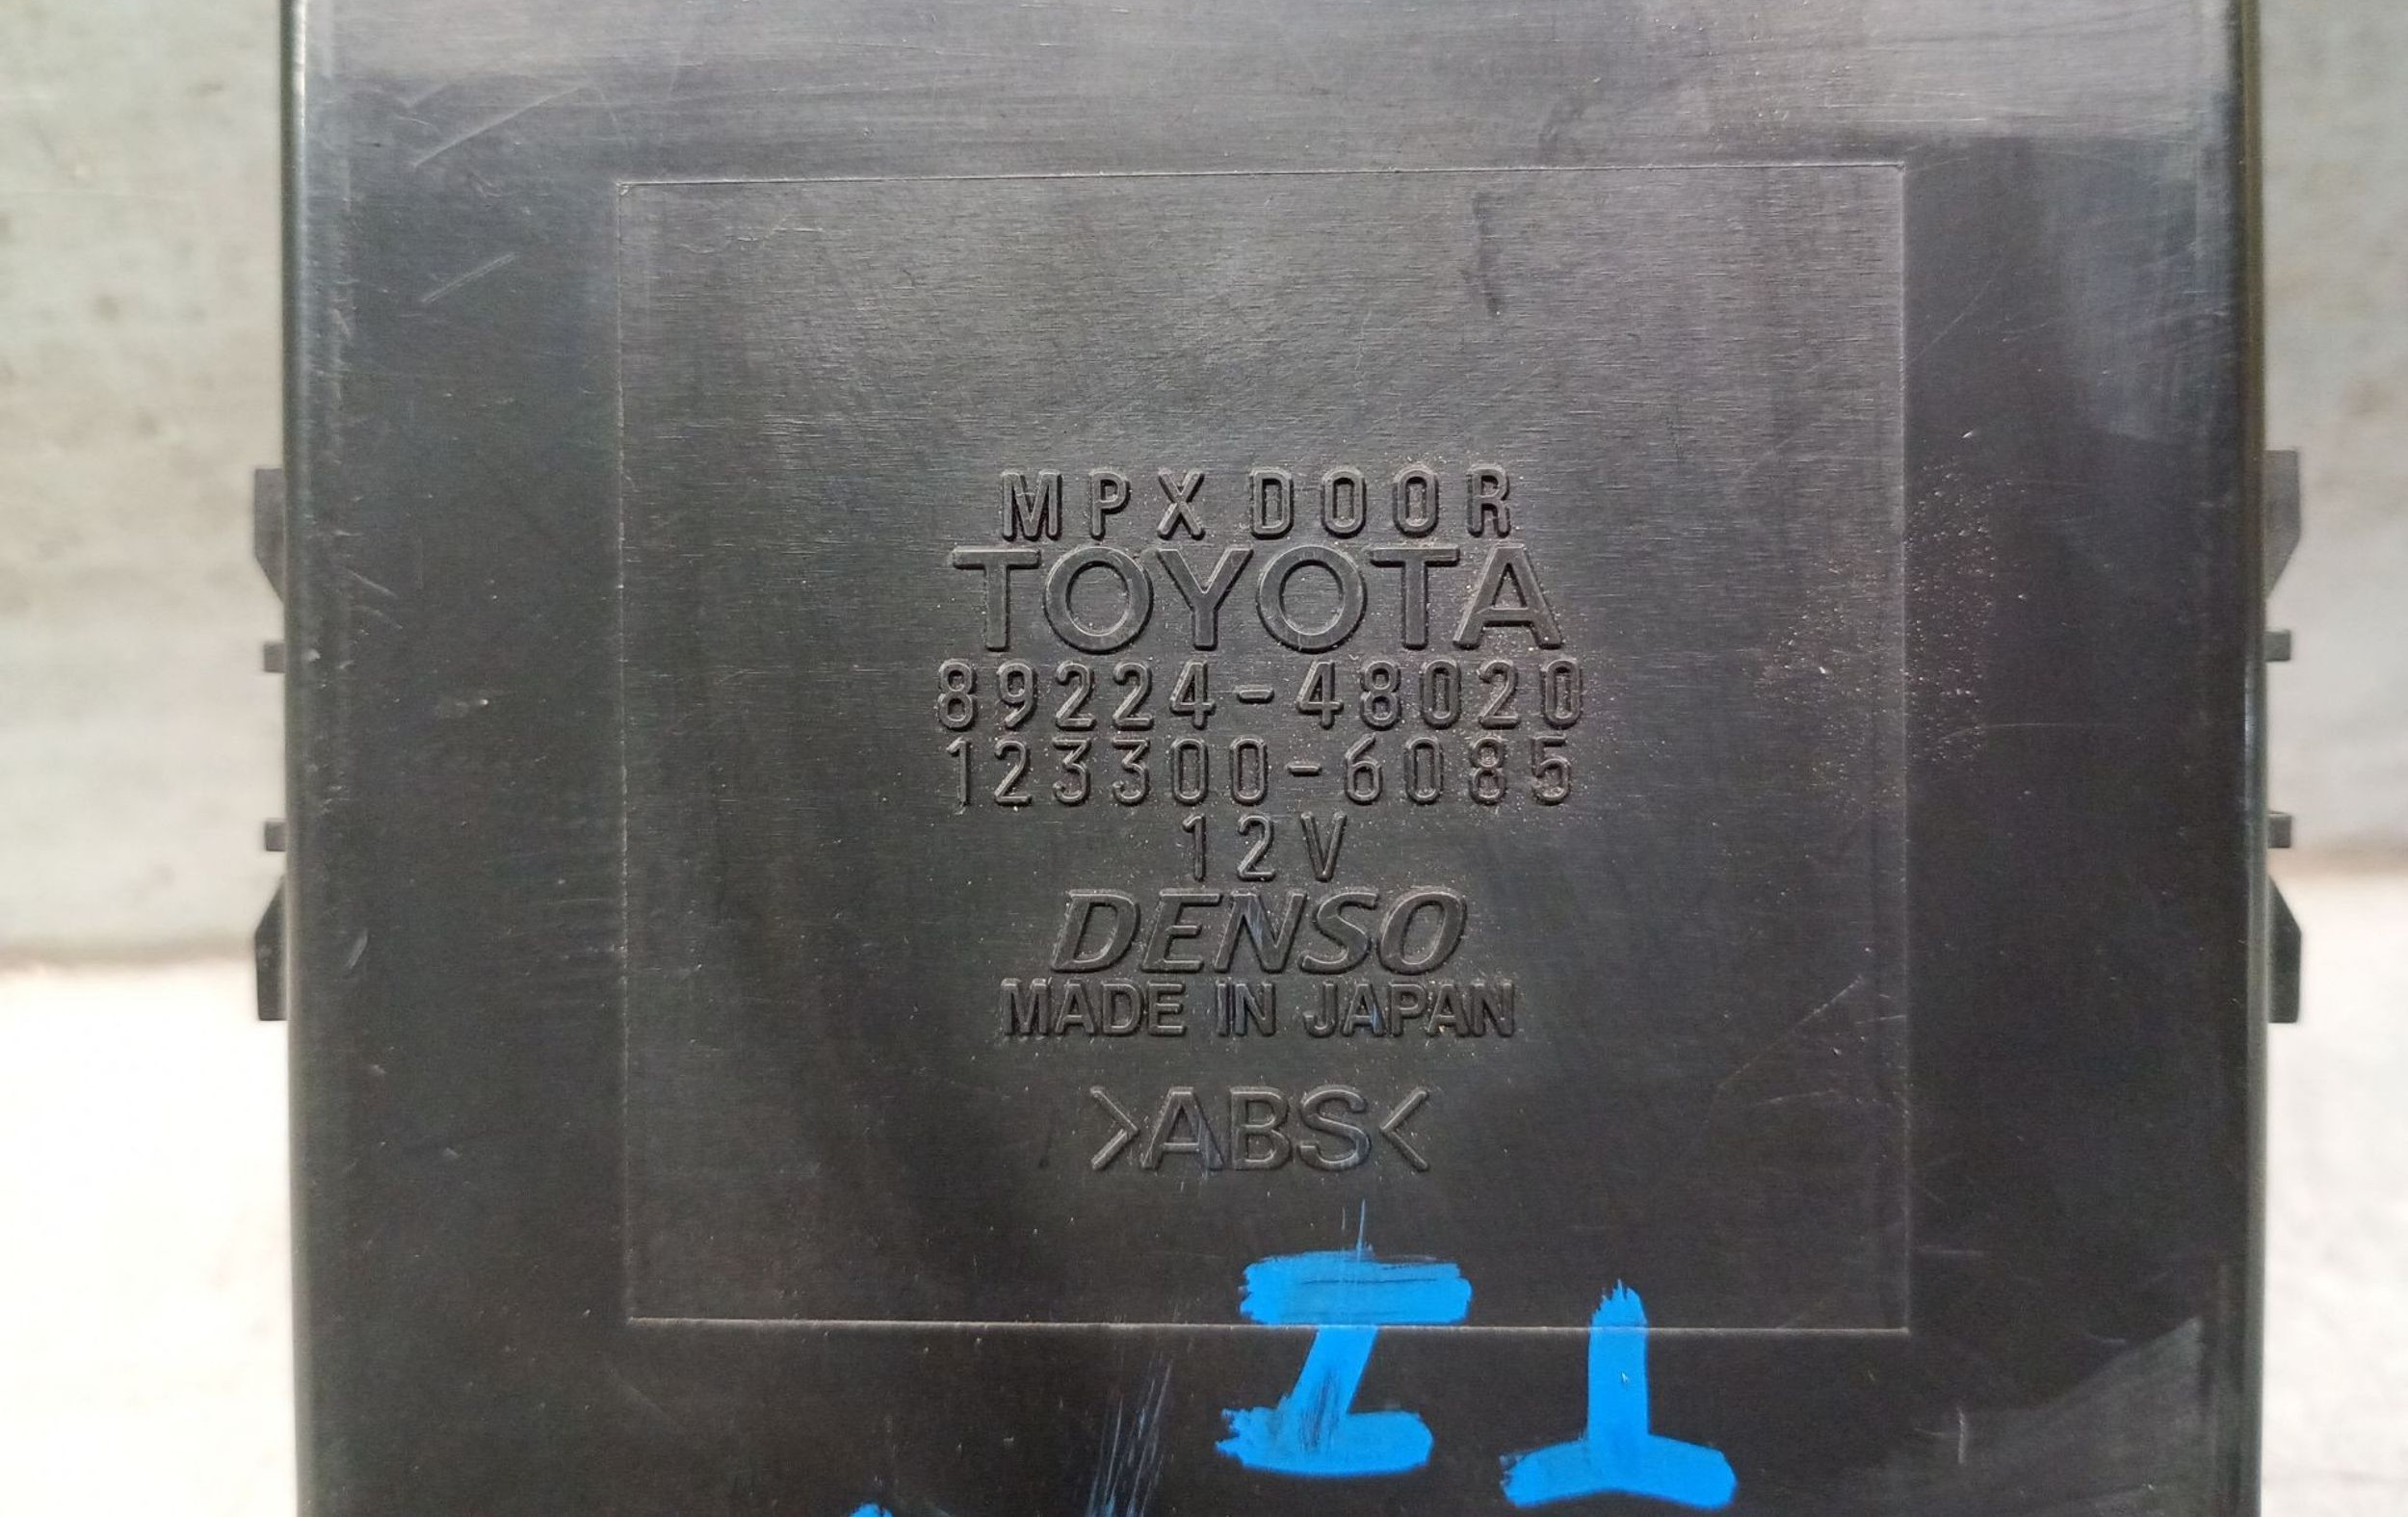 MPX DOOR
TOYOTA
89224-48020
123300-6085
12V
DENSO
MADE IN JAPAN
>ABS<